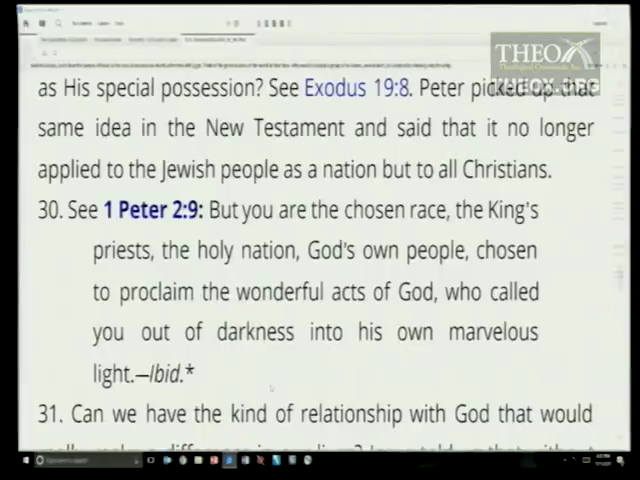 THEOX
THEOX.ORG
as His special possession? See Exodus 19:8. Peter picked up that
same idea in the New Testament and said that it no longer
applied to the Jewish people as a nation but to all Christians.
30. See 1 Peter 2:9: But you are the chosen race, the King's
priests, the holy nation, God's own people, chosen
to proclaim the wonderful acts of God, who called
you out of darkness into his own marvelous
light.—Ibid.*
31. Can we have the kind of relationship with God that would